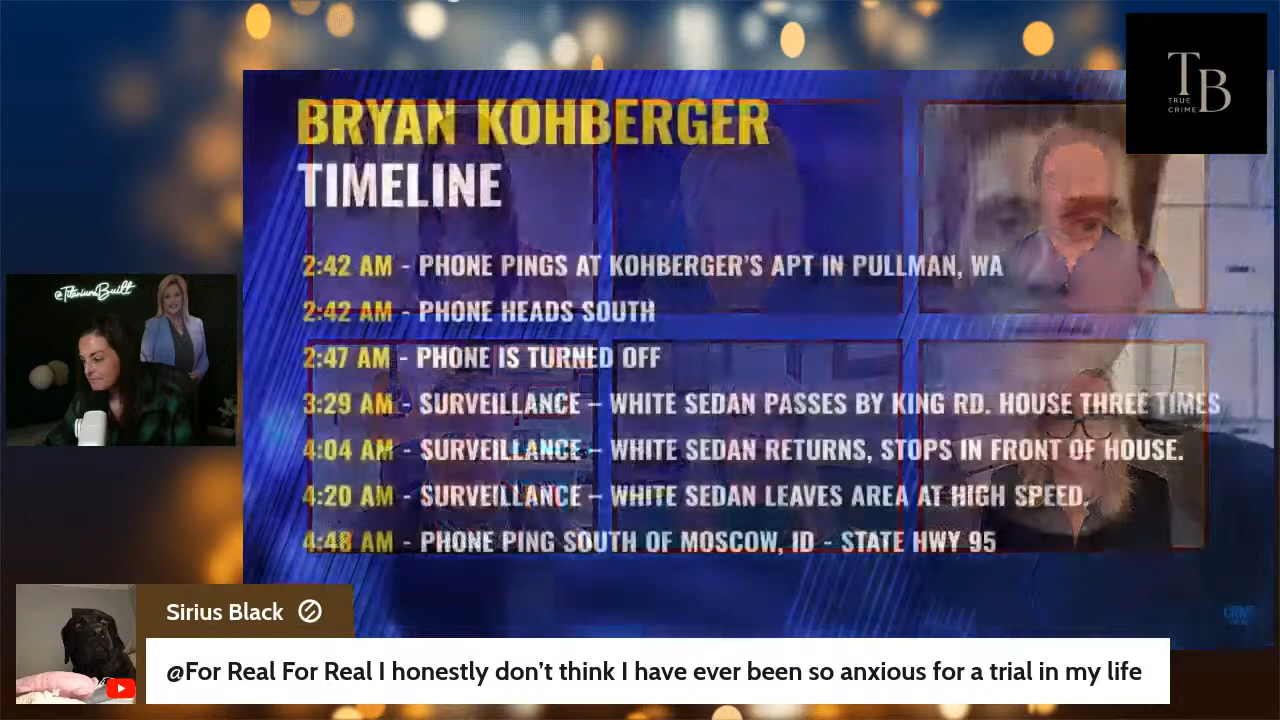 TB
TRUE
CRIME
BRYAN KOHBERGER
TIMELINE
2:42 AM - PHONE PINGS AT KOHBERGER'S APT IN PULLMAN, WA
2:42 AM - PHONE HEADS SOUTH
2:47 AM - PHONE IS TURNED OFF
3:29 AM - SURVEILLANCE – WHITE SEDAN PASSES BY KING RD. HOUSE THREE TIMES
4:04 AM - SURVEILLANCE – WHITE SEDAN RETURNS, STOPS IN FRONT OF HOUSE.
4:20 AM - SURVEILLANCE – WHITE SEDAN LEAVES AREA AT HIGH SPEED.
4:48 AM - PHONE PING SOUTH OF MOSCOW, ID - STATE HWY 95
@TitaniumBuilt
Sirius Black
@For Real For Real I honestly don't think I have ever been so anxious for a trial in my life